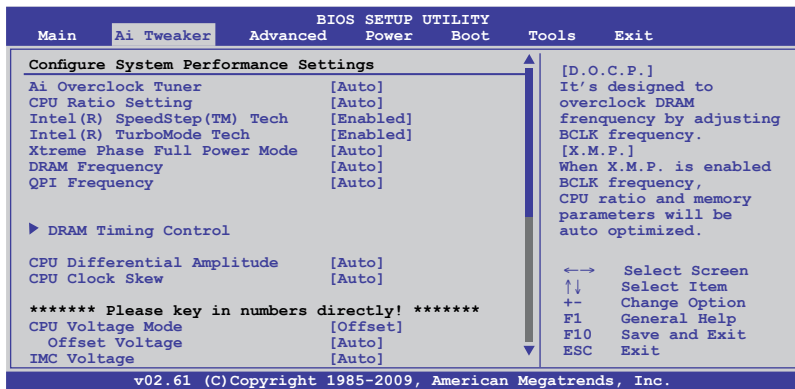 BIOS SETUP UTILITY
Main Ai Tweaker Advanced Power Boot Tools Exit
Configure System Performance Settings
Ai Overclock Tuner [Auto]
CPU Ratio Setting [Auto]
Intel(R) SpeedStep(TM) Tech [Enabled]
Intel(R) TurboMode Tech [Enabled]
Xtreme Phase Full Power Mode [Auto]
DRAM Frequency [Auto]
QPI Frequency [Auto]
DRAM Timing Control
CPU Differential Amplitude [Auto]
CPU Clock Skew [Auto]
******* Please key in numbers directly! *******
CPU Voltage Mode [Offset]
Offset Voltage [Auto]
IMC Voltage [Auto]
[D.O.C.P.]
It's designed to
overclock DRAM
frenquency by adjusting
BCLK frequency.
[X.M.P.]
When X.M.P. is enabled
BCLK frequency,
CPU ratio and memory
parameters will be
auto optimized.
←→ Select Screen
↑↓ Select Item
+- Change Option
F1 General Help
F10 Save and Exit
ESC Exit
v02.61 (C)Copyright 1985-2009, American Megatrends, Inc.